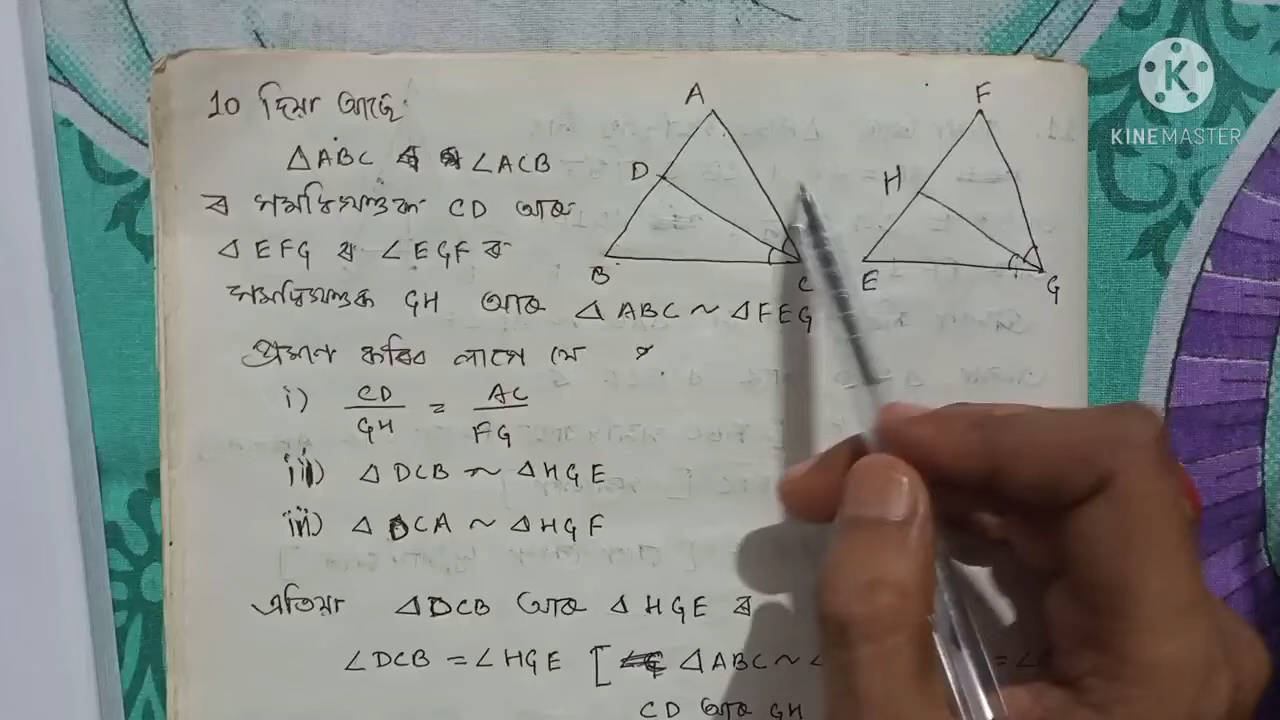 10 দিয়া আছে
△ABC ∠ACB
ৰ সমদ্বিখণ্ডক CD আৰু
△EFG ৰ ∠EGF ৰ
সমদ্বিখণ্ডক GH আৰু △ABC ~ △FEG
প্ৰমাণ কৰিব লাগে যে
i) CD/GH = AC/FG
ii) △DCB ~ △HGE
iii) △DCA ~ △HGF
এতিয়া △DCB আৰু △HGE ৰ
∠DCB = ∠HGE [ △ABC ~
CD আৰু GH
A
D
B
C
F
H
E
G
KINEMASTER